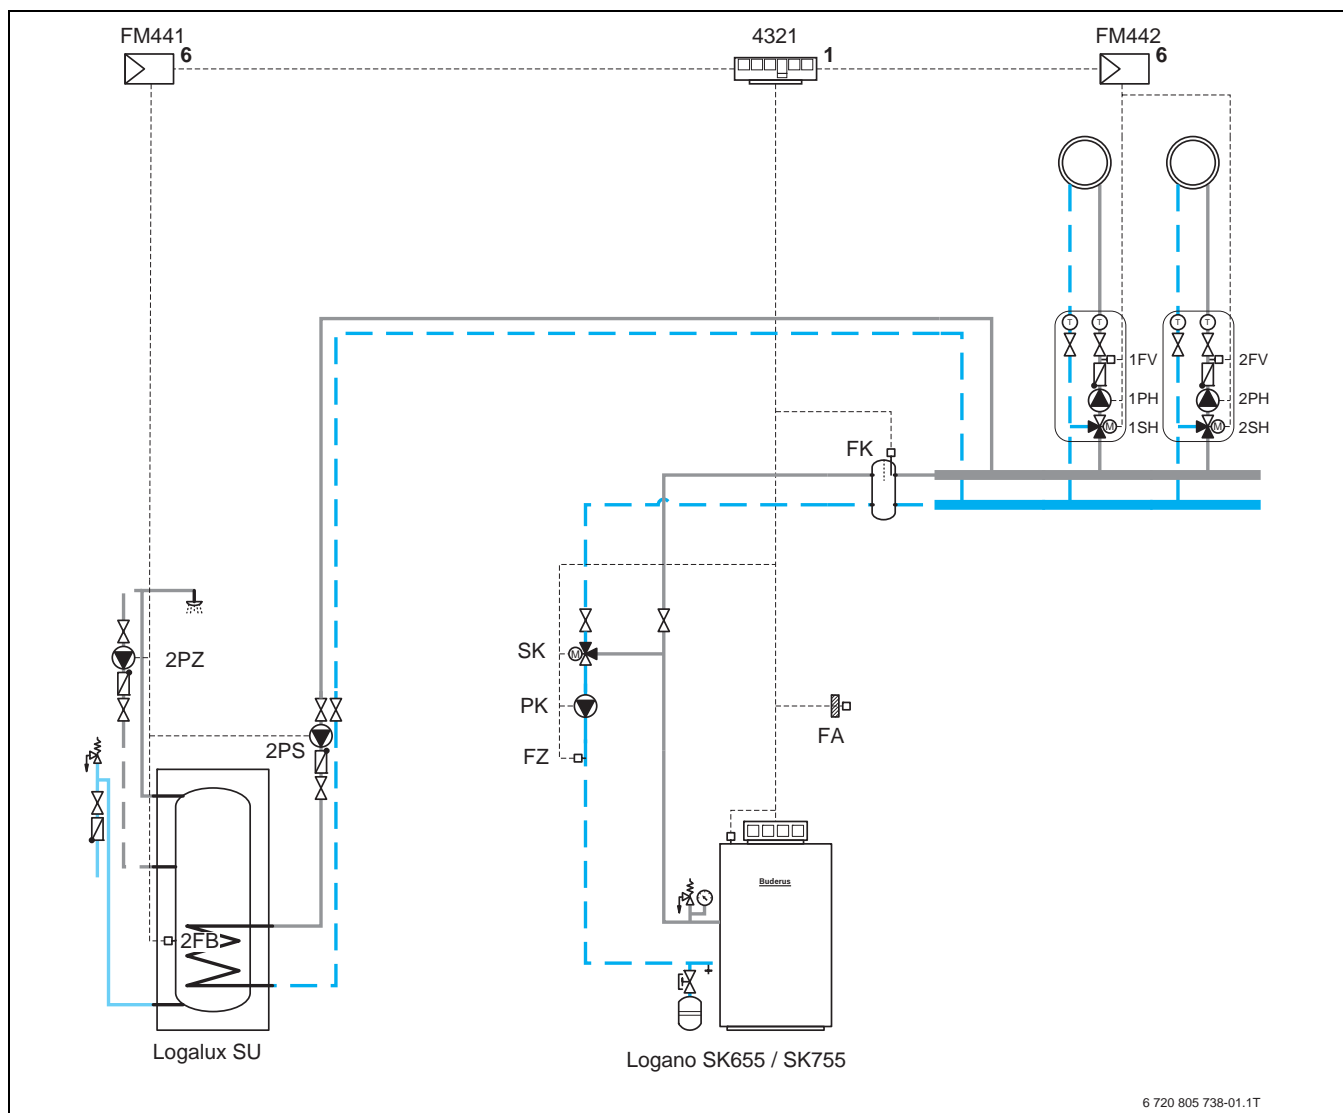 FM441
6
4321
1
FM442
6
T
T
T
T
1FV
2FV
1PH
2PH
M
1SH
M
2SH
FK
SK
M
2PZ
PK
FA
2PS
FZ
Buderus
2FB
Logalux SU
Logano SK655 / SK755
6 720 805 738-01.1T